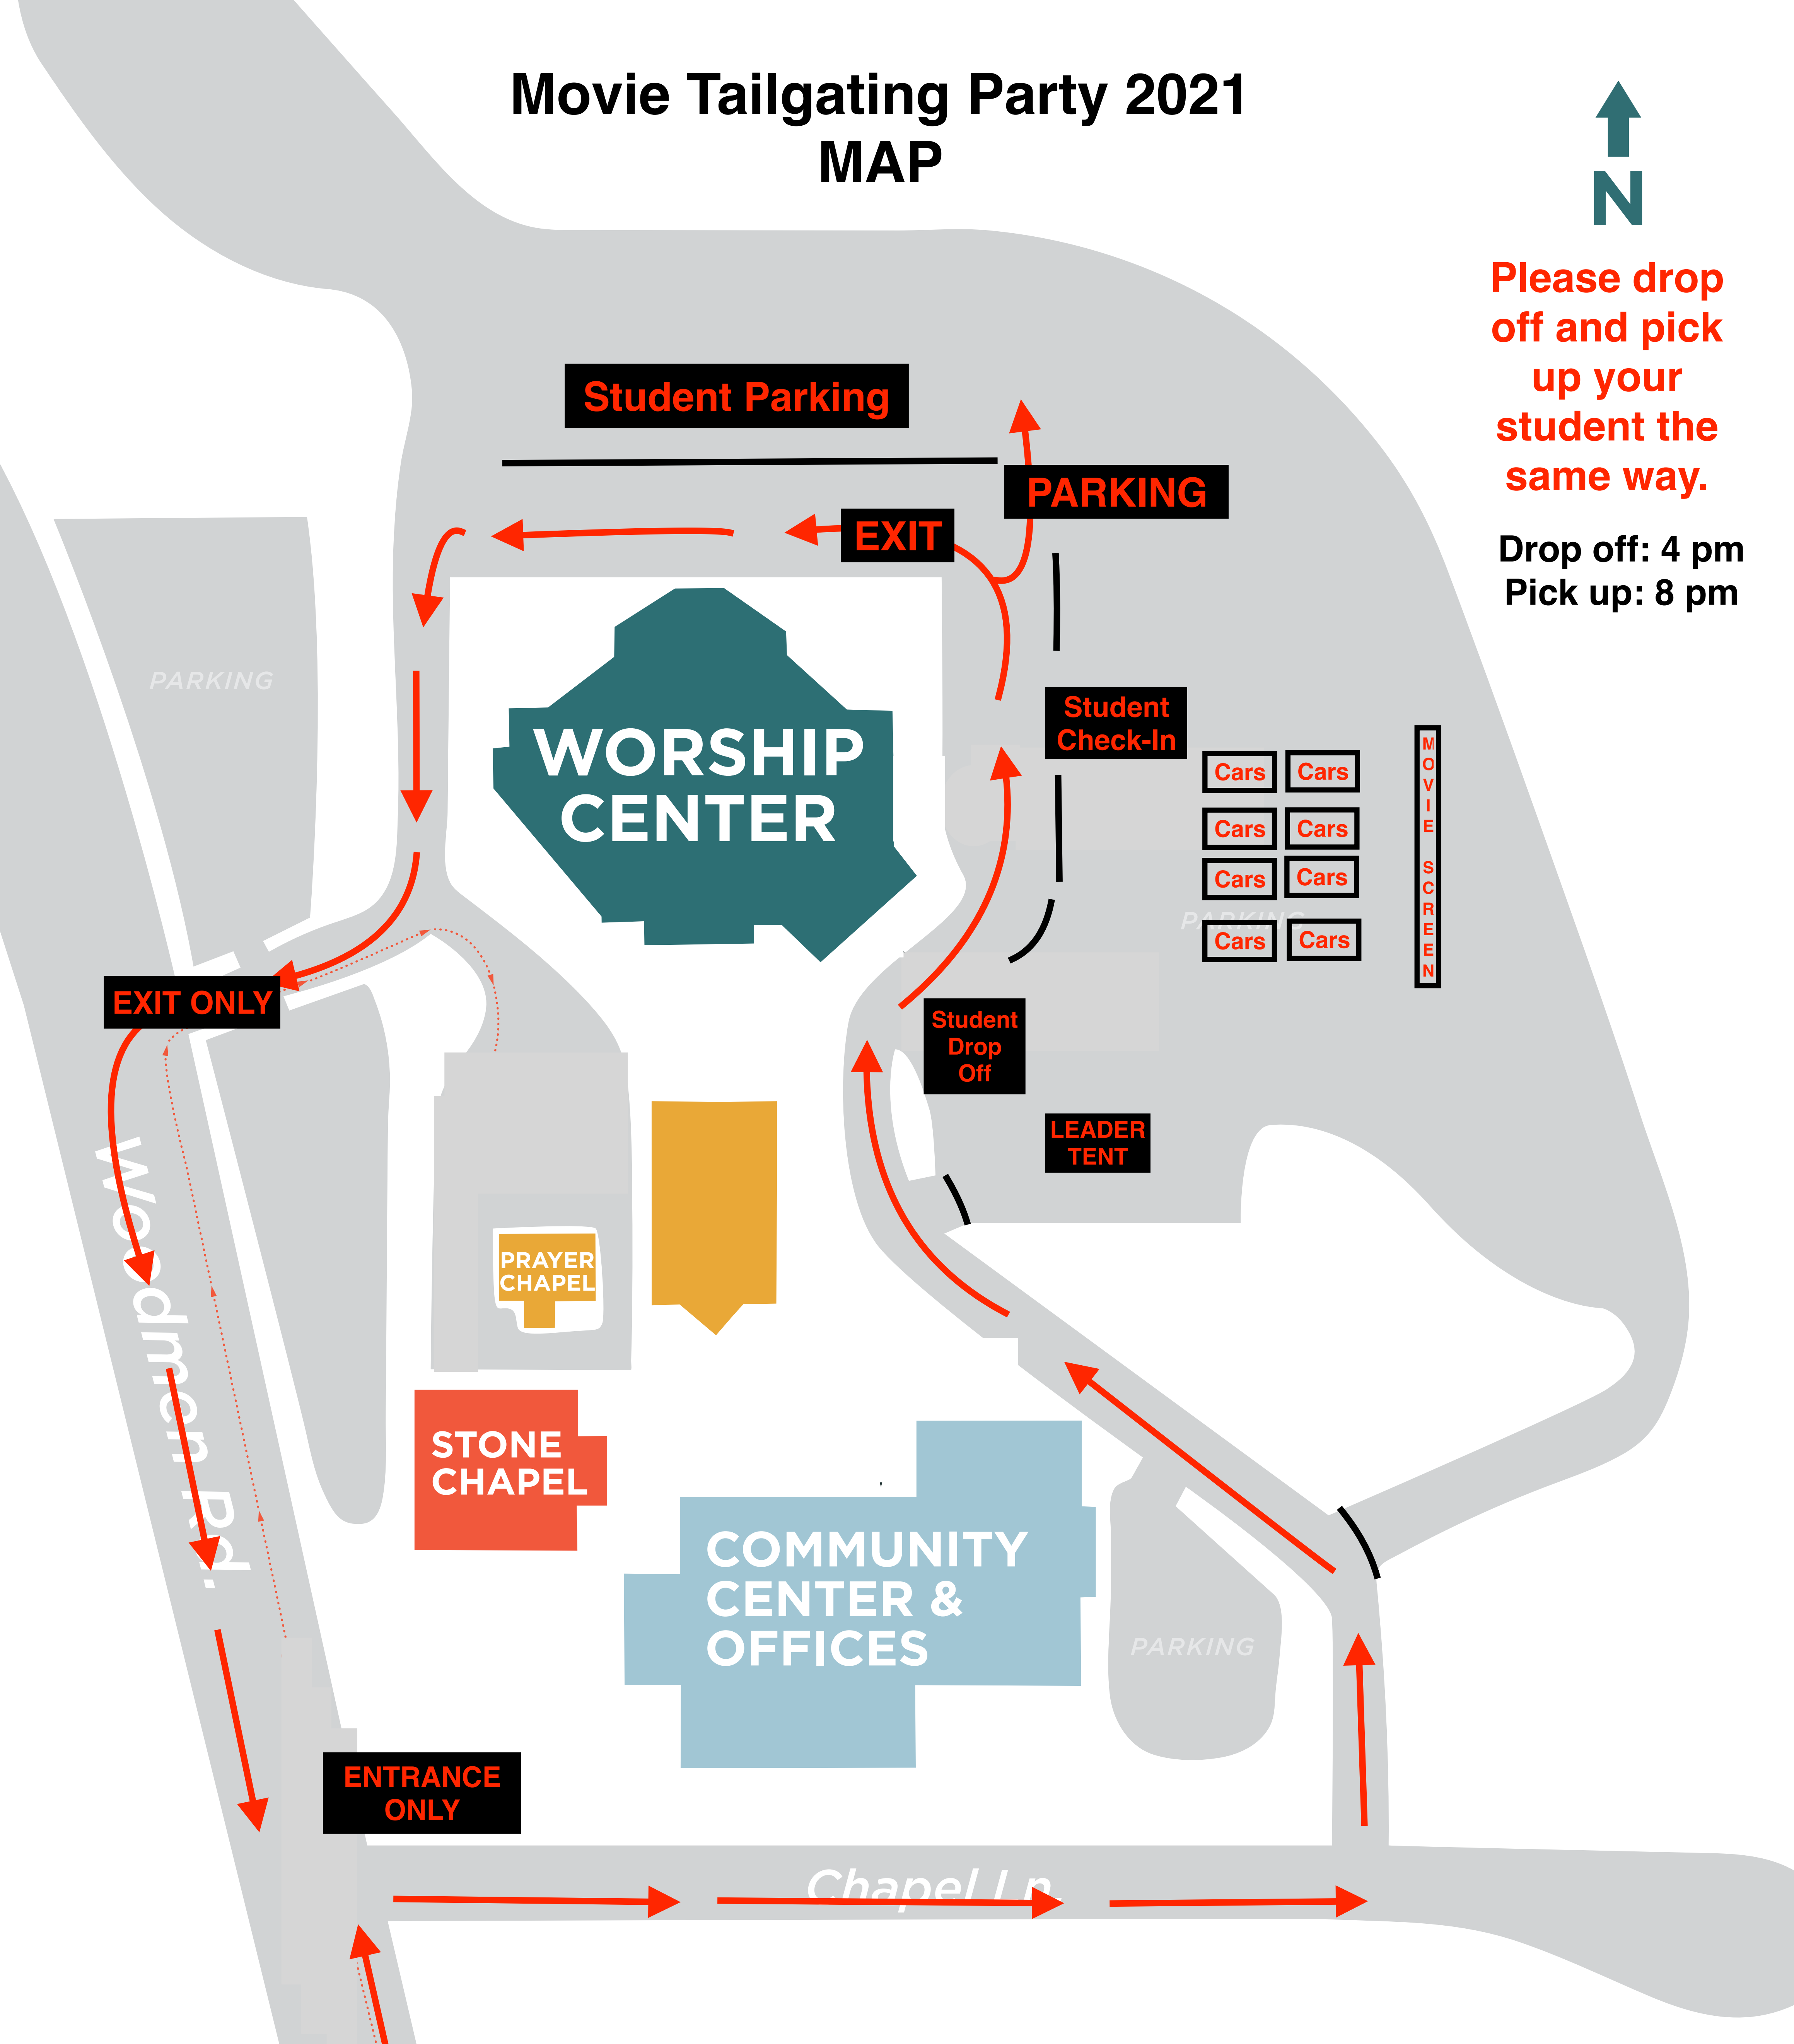 Movie Tailgating Party 2021
MAP
N
Please drop
off and pick
up your
student the
same way.
Drop off: 4 pm
Pick up: 8 pm
Student Parking
PARKING
EXIT
PARKING
WORSHIP
CENTER
Student
Check-In
Cars Cars
Cars Cars
Cars Cars
PARKING
Cars Cars
MOVIE SCREEN
EXIT ONLY
Student
Drop
Off
LEADER
TENT
Woodmen Rd.
PRAYER
CHAPEL
STONE
CHAPEL
COMMUNITY
CENTER &
OFFICES
PARKING
ENTRANCE
ONLY
Chapel Ln.